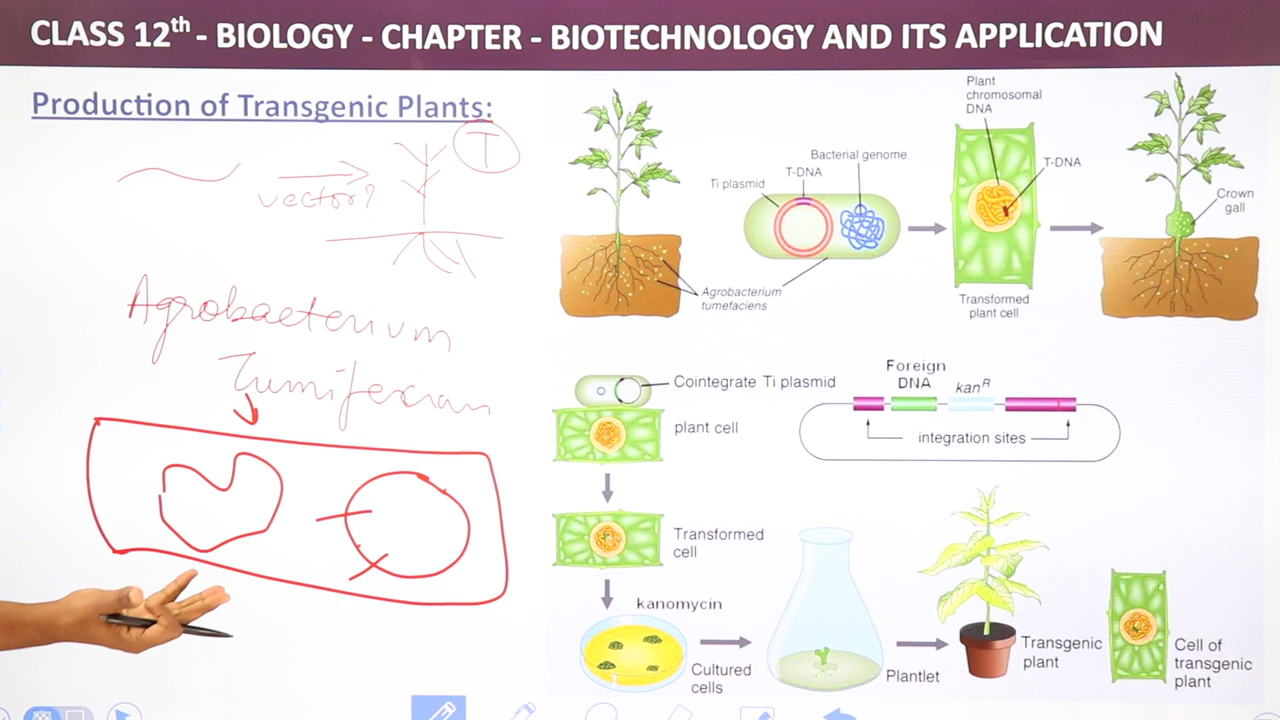 CLASS 12th - BIOLOGY - CHAPTER - BIOTECHNOLOGY AND ITS APPLICATION
Production of Transgenic Plants:
T
vector?
Agrobacterium
Tumifexian
Plant
chromosomal
DNA
Bacterial genome
T-DNA
Ti plasmid
T-DNA
Crown
gall
Agrobacterium
tumefaciens
Transformed
plant cell
Cointegrate Ti plasmid
plant cell
Foreign
DNA
kanR
integration sites
Transformed
cell
kanomycin
Cultured
cells
Plantlet
Transgenic
plant
Cell of
transgenic
plant